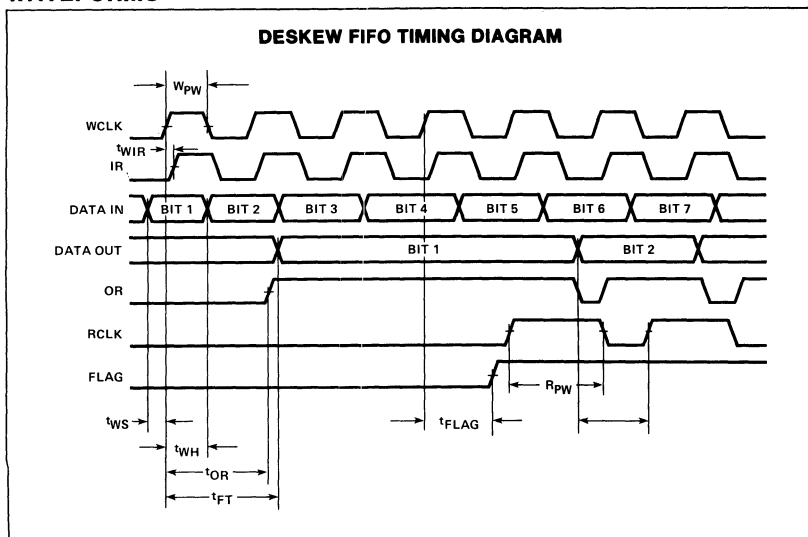 DESKEW FIFO TIMING DIAGRAM
WPW
WCLK
tWIR
IR
DATA IN BIT 1 BIT 2 BIT 3 BIT 4 BIT 5 BIT 6 BIT 7
DATA OUT BIT 1 BIT 2
OR
RCLK
FLAG
RPW
tWS tFLAG
tWH
tOR
tFT